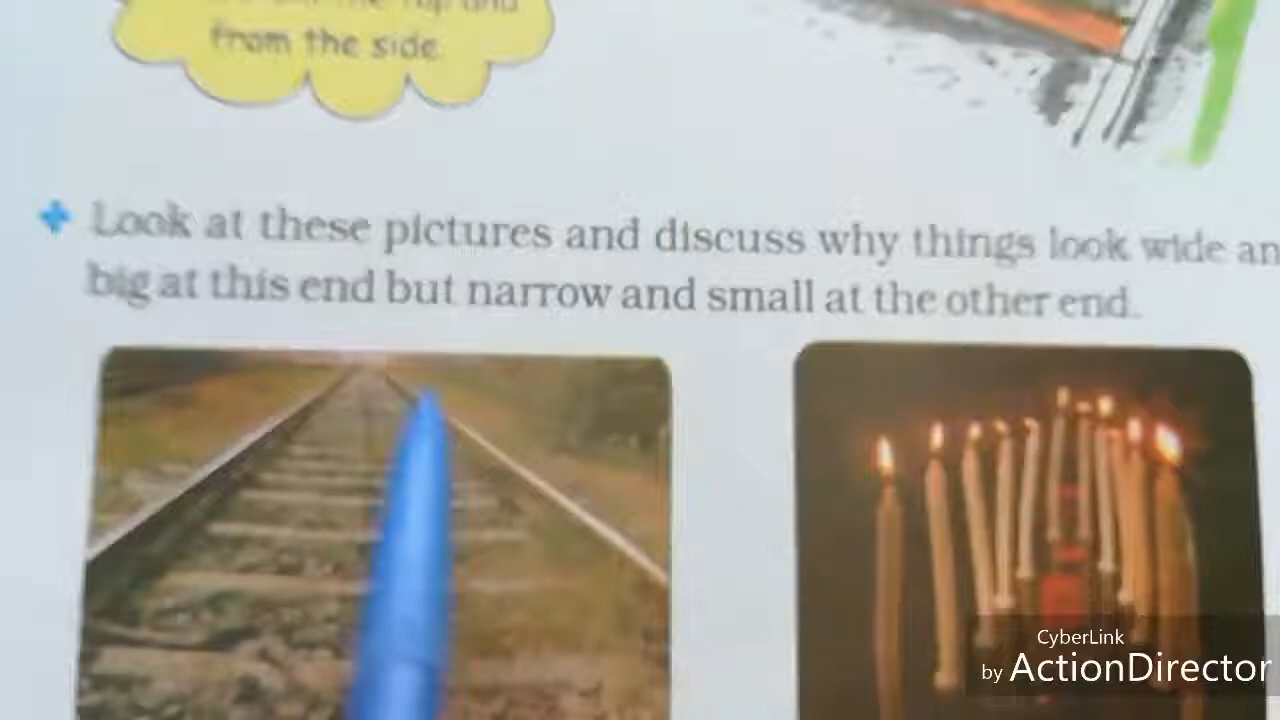 from the side
Look at these pictures and discuss why things look wide an
big at this end but narrow and small at the other end.
CyberLink
by ActionDirector